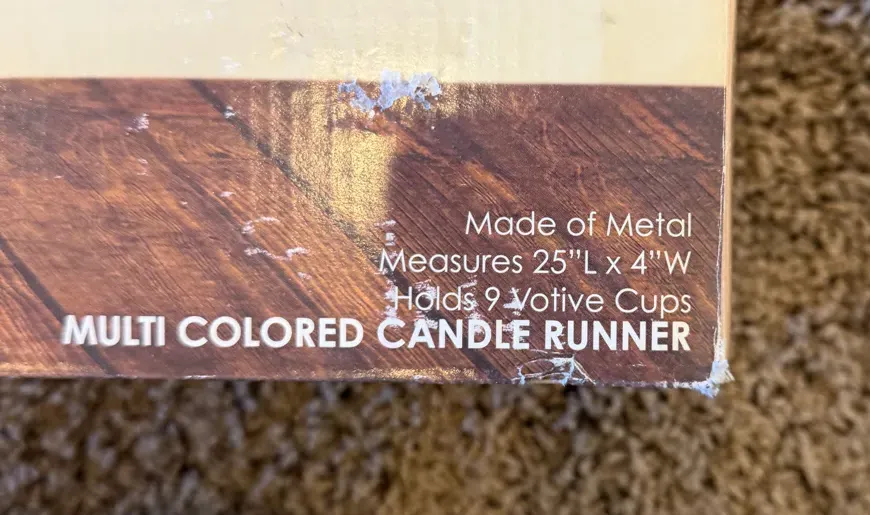 Made of Metal
Measures 25”L x 4”W
Holds 9 Votive Cups
MULTI COLORED CANDLE RUNNER